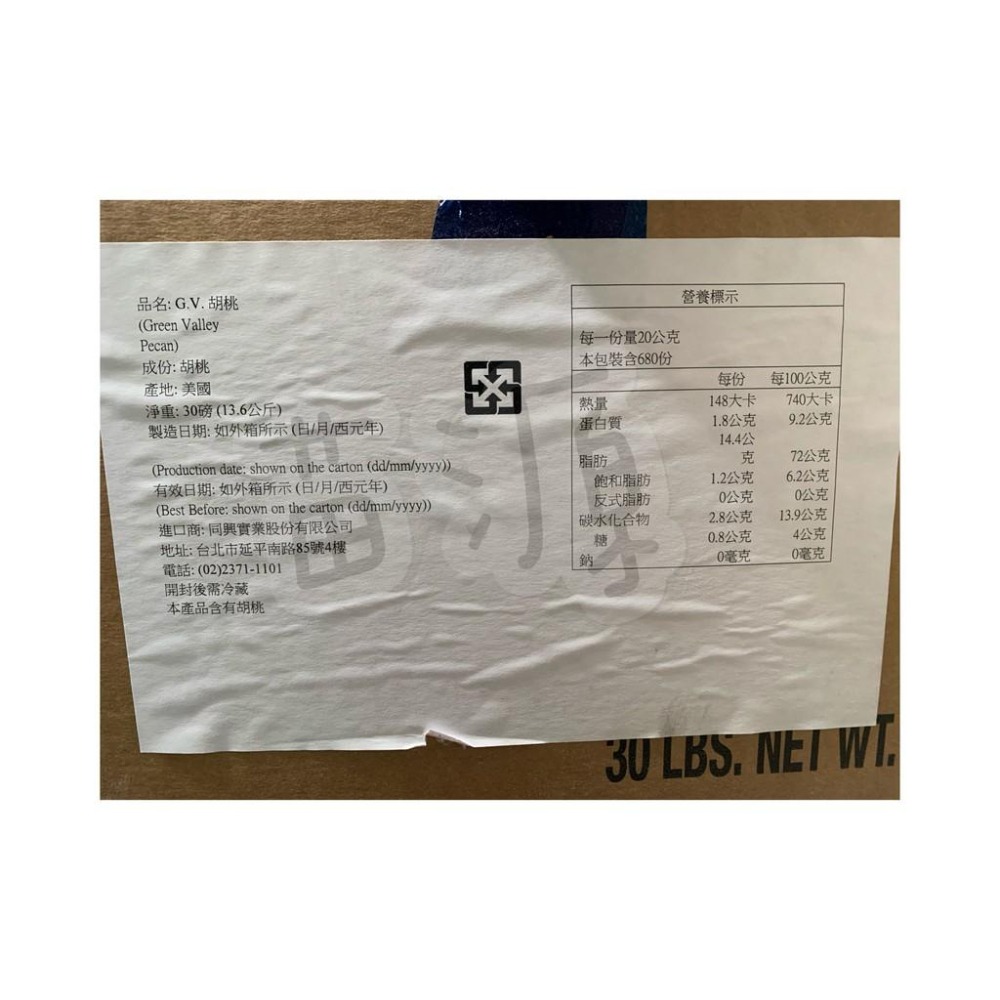 品名: G.V. 胡桃
(Green Valley
Pecan)
成份: 胡桃
產地: 美國
淨重: 30磅 (13.6公斤)
製造日期: 如外箱所示 (日/月/西元年)
(Production date: shown on the carton (dd/mm/yyyy))
有效日期: 如外箱所示 (日/月/西元年)
(Best Before: shown on the carton (dd/mm/yyyy))
進口商: 同興實業股份有限公司
地址: 台北市延平南路85號4樓
電話: (02)2371-1101
開封後需冷藏
本產品含有胡桃
營養標示
每一份量20公克
本包裝含680份
每份 每100公克
熱量 148大卡 740大卡
蛋白質 1.8公克 9.2公克
14.4公
脂肪 克 72公克
飽和脂肪 1.2公克 6.2公克
反式脂肪 0公克 0公克
碳水化合物 2.8公克 13.9公克
糖 0.8公克 4公克
鈉 0毫克 0毫克
30 LBS. NET WT.